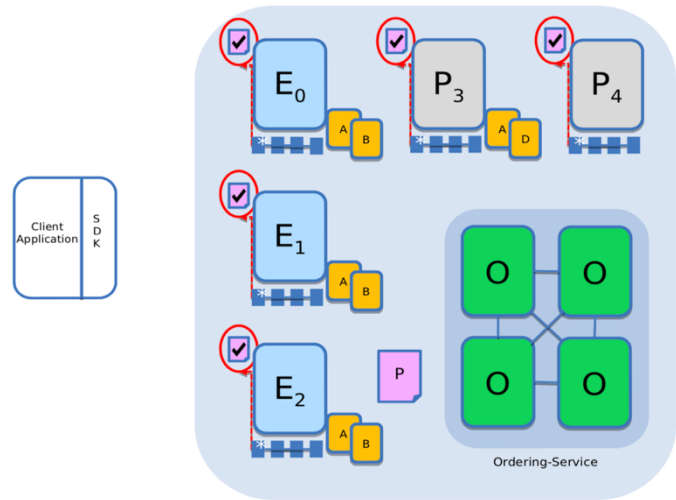 E0
P3
P4
A
B
A
D
Client
Application
S
D
K
E1
A
B
O
O
E2
P
A
B
O
O
Ordering-Service